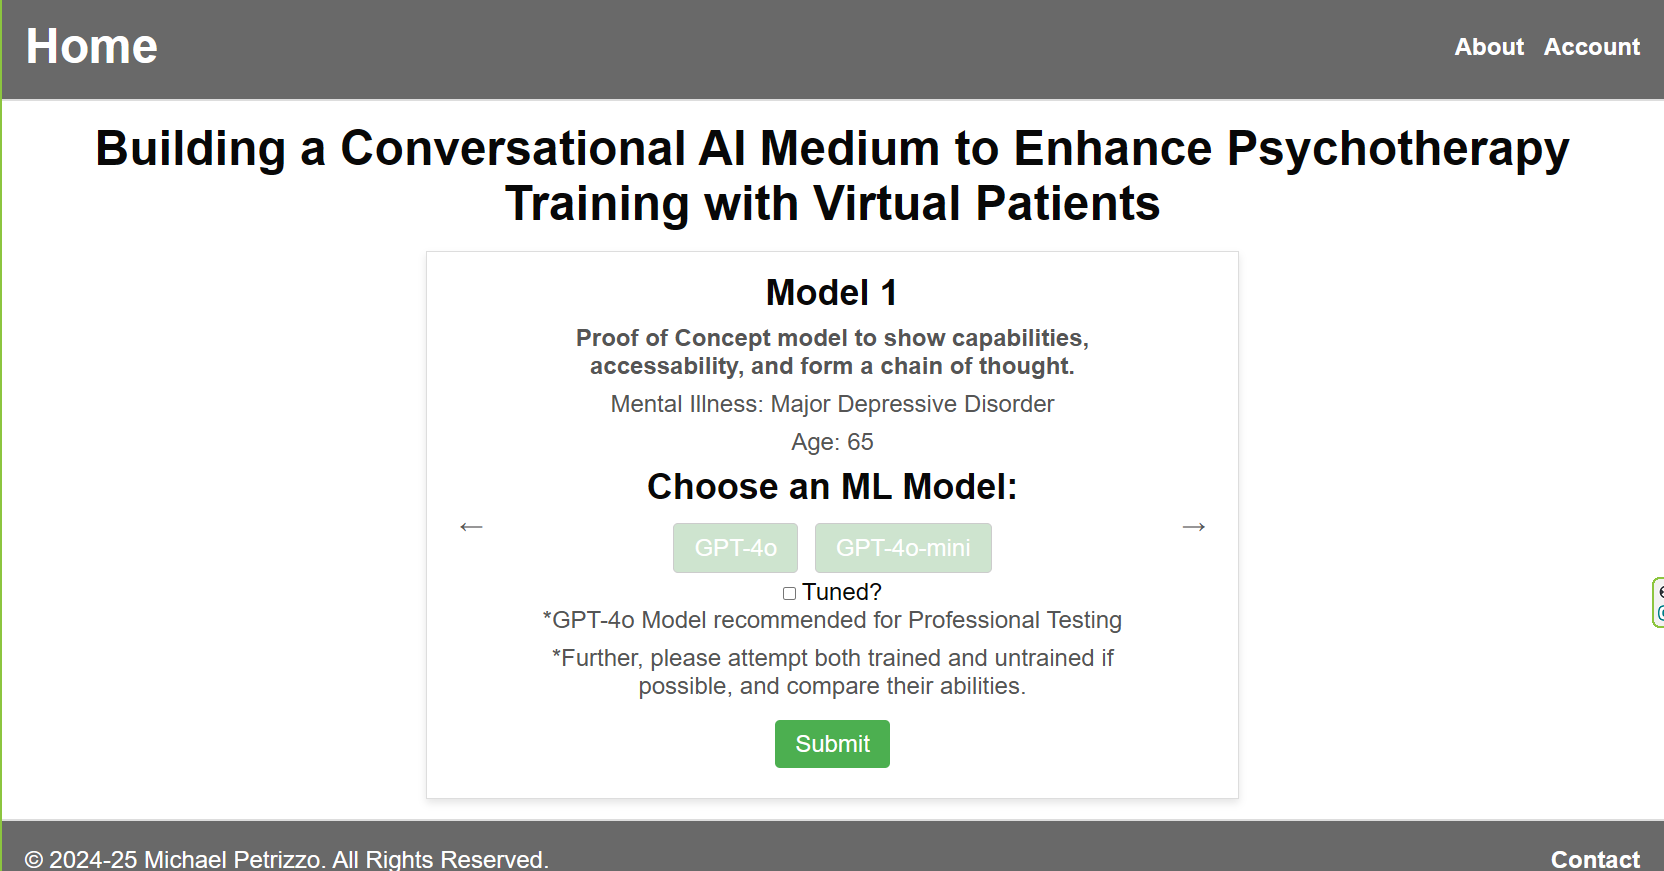 Home
About Account
Building a Conversational AI Medium to Enhance Psychotherapy
Training with Virtual Patients
Model 1
Proof of Concept model to show capabilities,
accessability, and form a chain of thought.
Mental Illness: Major Depressive Disorder
Age: 65
Choose an ML Model:
← →
GPT-4o GPT-4o-mini
Tuned?
*GPT-4o Model recommended for Professional Testing
*Further, please attempt both trained and untrained if
possible, and compare their abilities.
Submit
© 2024-25 Michael Petrizzo. All Rights Reserved.
Contact